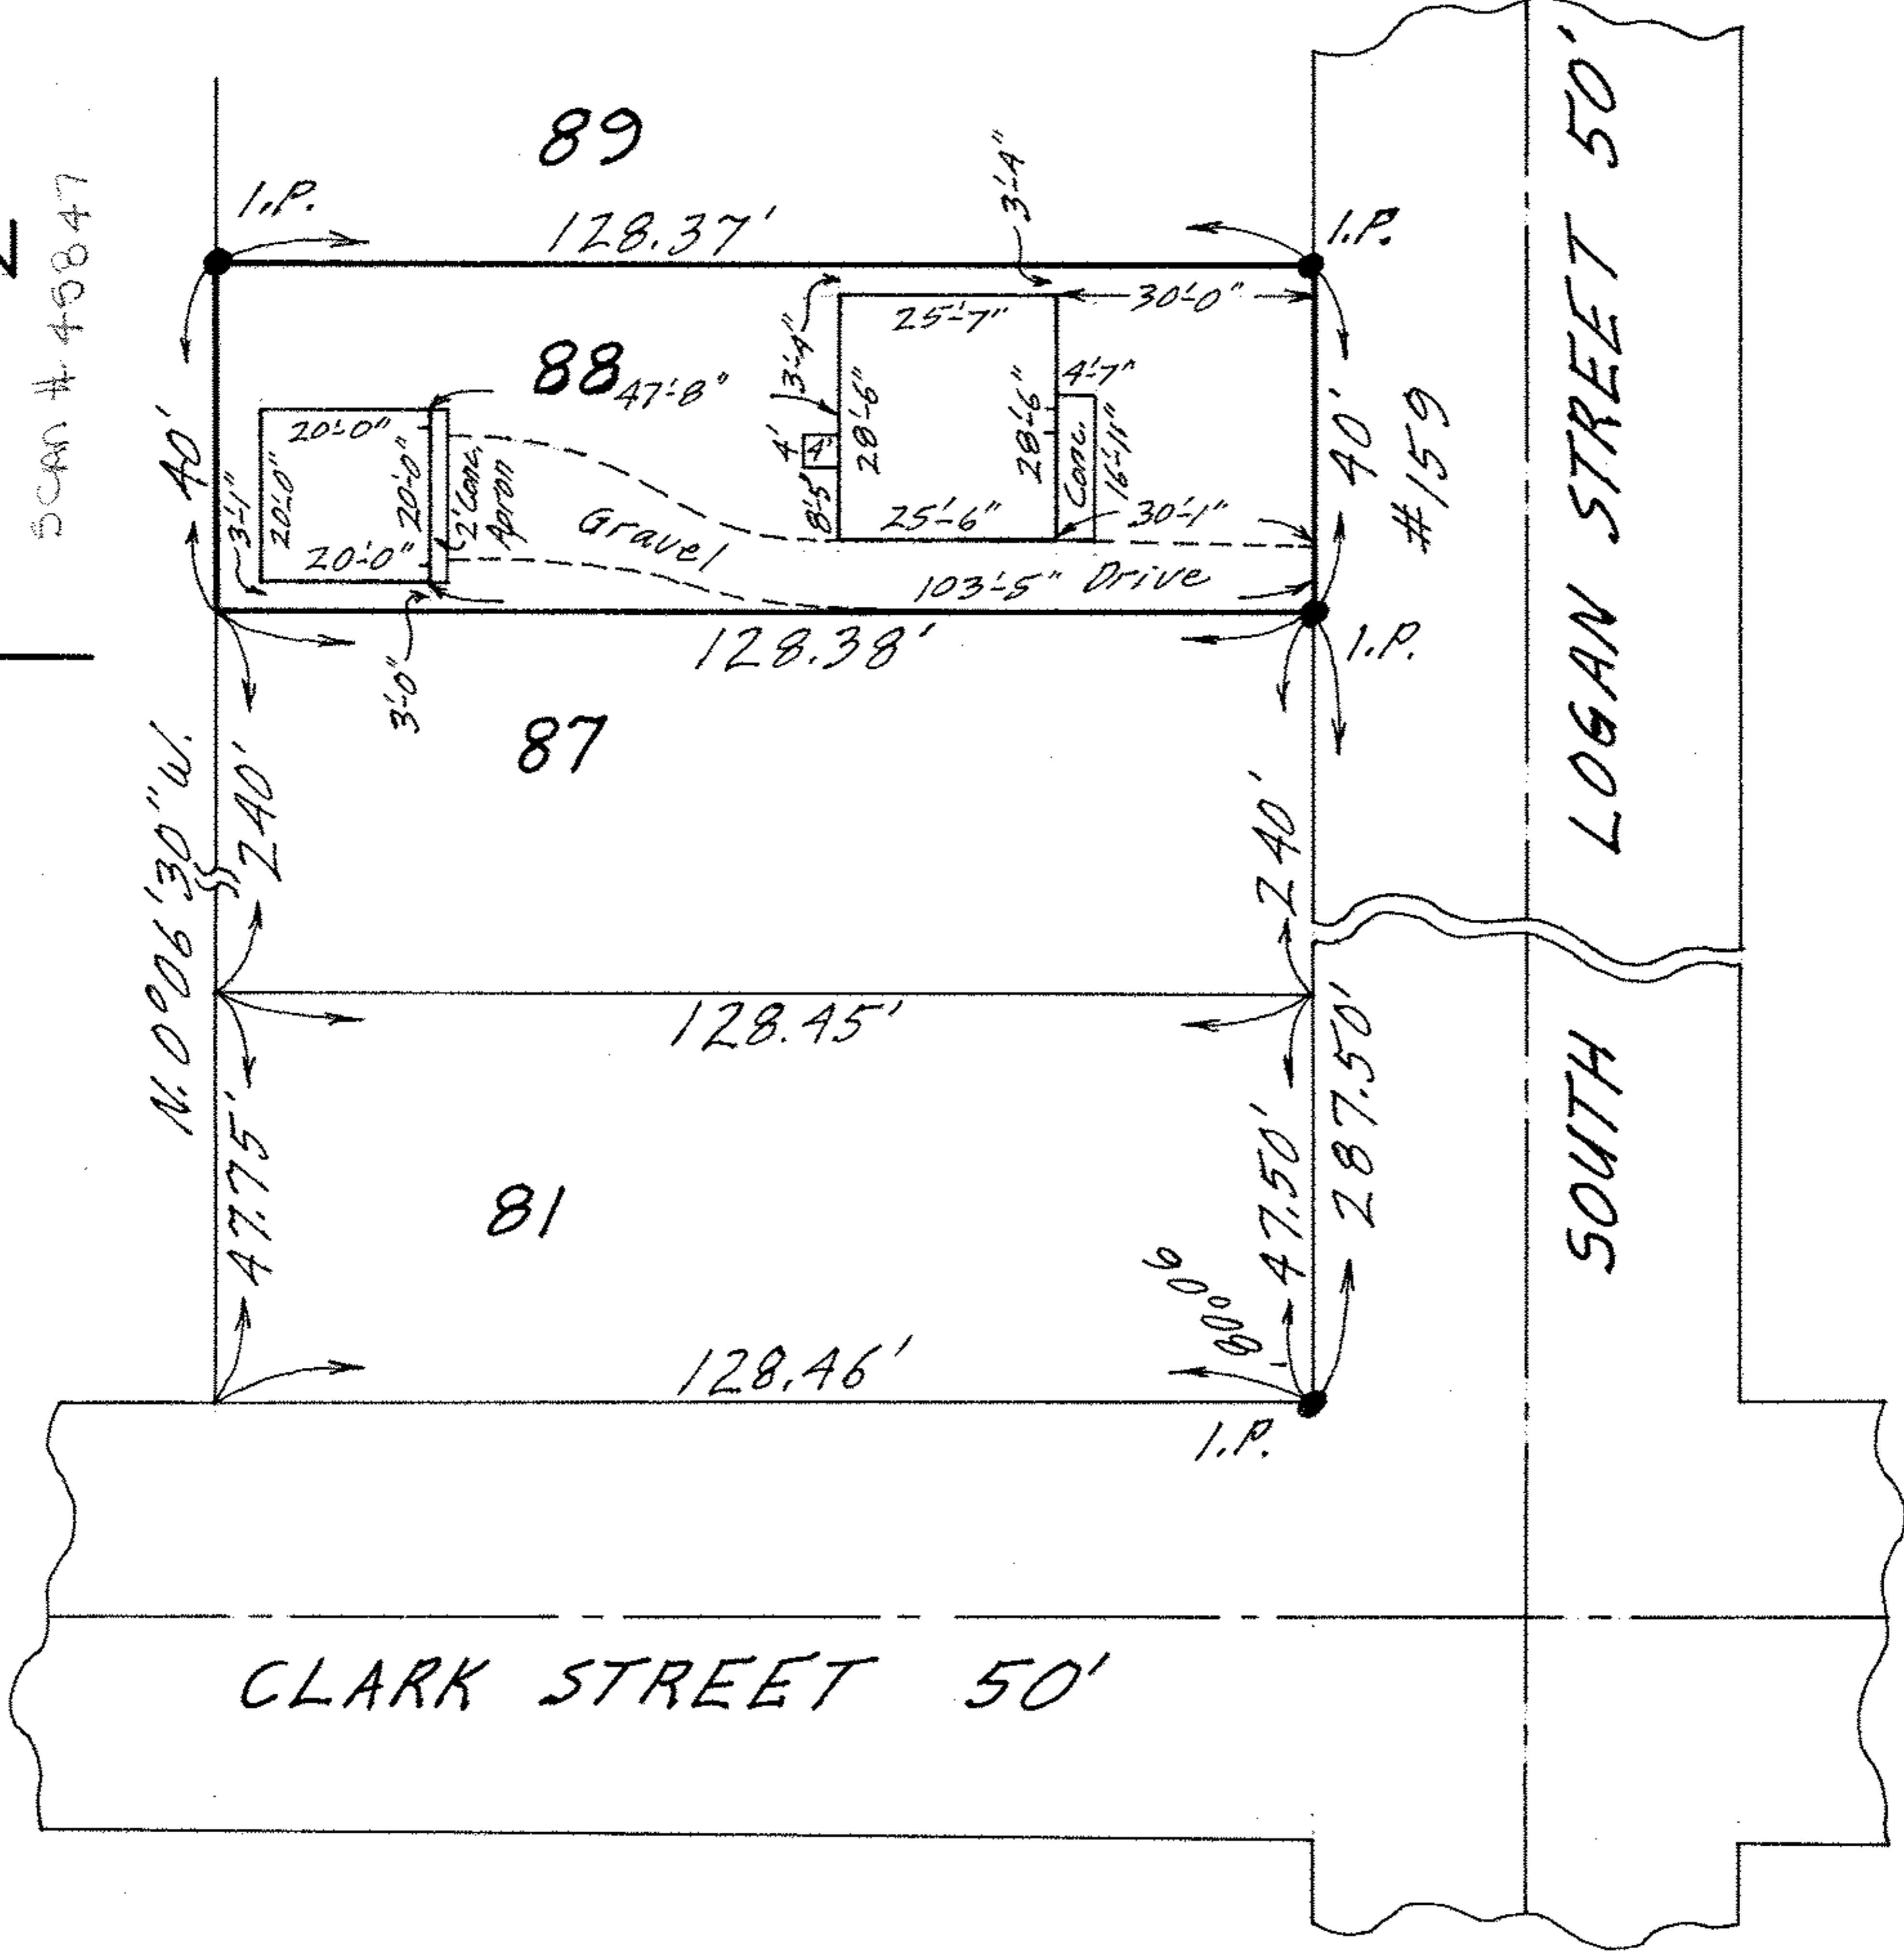 Scan # 45847
89
I.P.
128.37'
I.P.
3'-4"
30'-0"
25'-7"
88
47'-8"
3'-4"
4'-7"
40'
20'-0"
4'
4'
28'-6"
28'-6"
Conc.
16'-11"
40'
#159
3'-1"
20'-0"
20'-0"
2' Conc.
Apron
8'-5"
25'-6"
30'-1"
20'-0"
Gravel
103'-5" Drive
128.38'
I.P.
3'-0"
87
N. 0°06'30" W.
240'
240'
128.45'
287.50'
47.75'
47.50'
81
90°08'
128.46'
I.P.
SOUTH LOGAN STREET 50'
CLARK STREET 50'